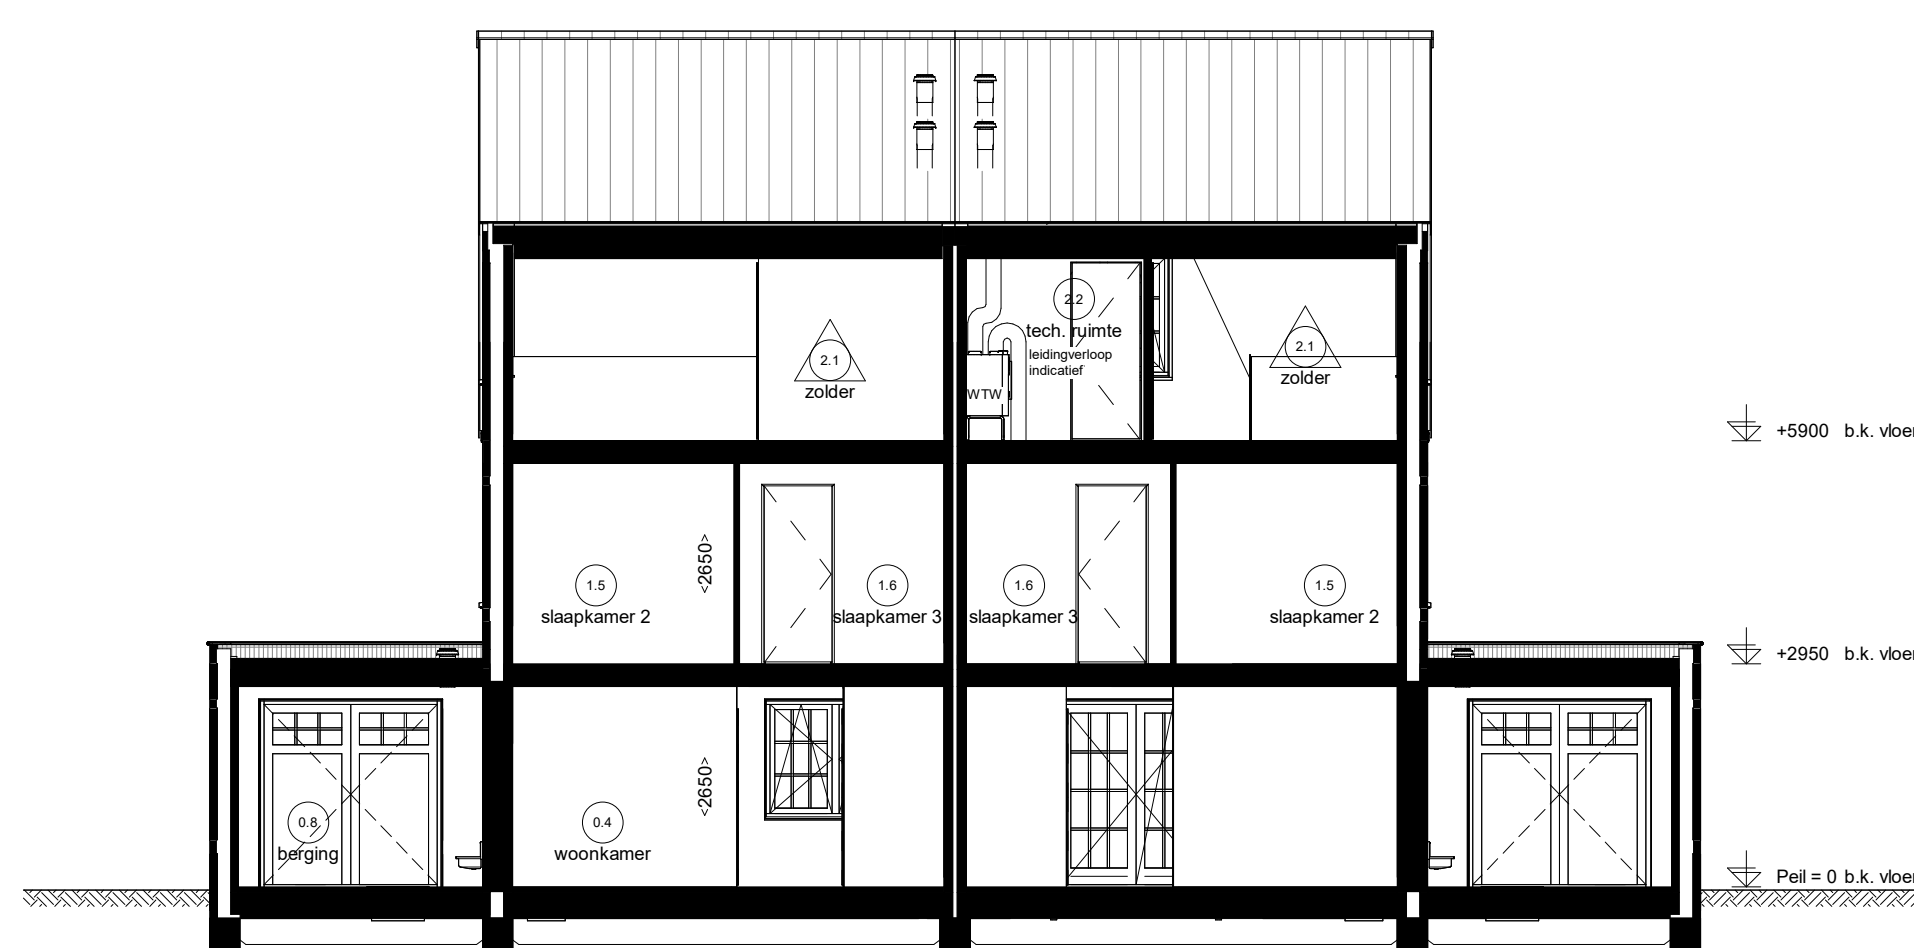 2.2
tech. ruimte
leidingverloop
indicatief
2.1
zolder
2.1
zolder
WTW
+5900 b.k. vloer
<2650>
1.5
slaapkamer 2
1.6
slaapkamer 3
1.6
slaapkamer 3
1.5
slaapkamer 2
+2950 b.k. vloer
<2650>
0.8
berging
0.4
woonkamer
Peil = 0 b.k. vloer